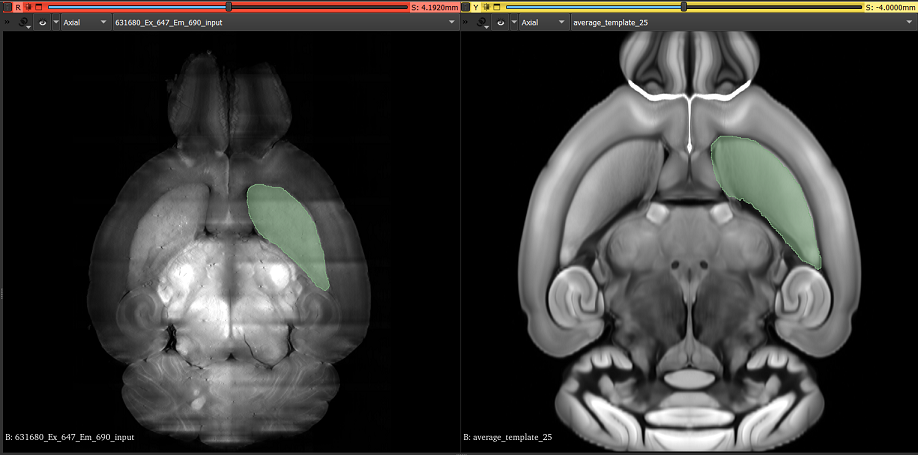 R S: 4.1920mm
Axial 631680_Ex_647_Em_690_input
B: 631680_Ex_647_Em_690_input
Y S: -4.0000mm
Axial average_template_25
B: average_template_25